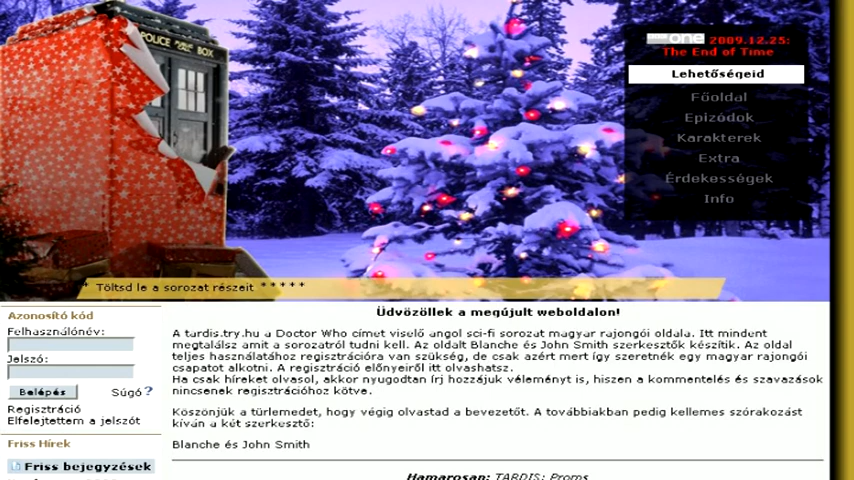 POLICE BOX
one 2009.12.25:
The End of Time
Lehetőségeid
Főoldal
Epizódok
Karakterek
Extra
Érdekességek
Info
* Töltsd le a sorozat részeit * * * * *
Azonosító kód
Felhasználónév:
Jelszó:
Belépés Súgó ?
Regisztráció
Elfelejtettem a jelszót
Friss Hírek
Friss bejegyzések
Üdvözöllek a megújult weboldalon!
A tardis.try.hu a Doctor Who címet viselő angol sci-fi sorozat magyar rajongói oldala. Itt mindent
megtalálsz amit a sorozatról tudni kell. Az oldalt Blanche és John Smith szerkesztők készítik. Az oldal
teljes használatához regisztrációra van szükség, de csak azért mert így szeretnék egy magyar rajongói
csapatot alkotni. A regisztráció előnyeiről itt olvashatsz.
Ha csak híreket olvasol, akkor nyugodtan írj hozzájuk véleményt is, hiszen a kommentelés és szavazások
nincsenek regisztrációhoz kötve.
Köszönjük a türlemedet, hogy végig olvastad a bevezetőt. A továbbiakban pedig kellemes szórakozást
kíván a két szerkesztő:
Blanche és John Smith
Hamarosan: TARDIS: Proms